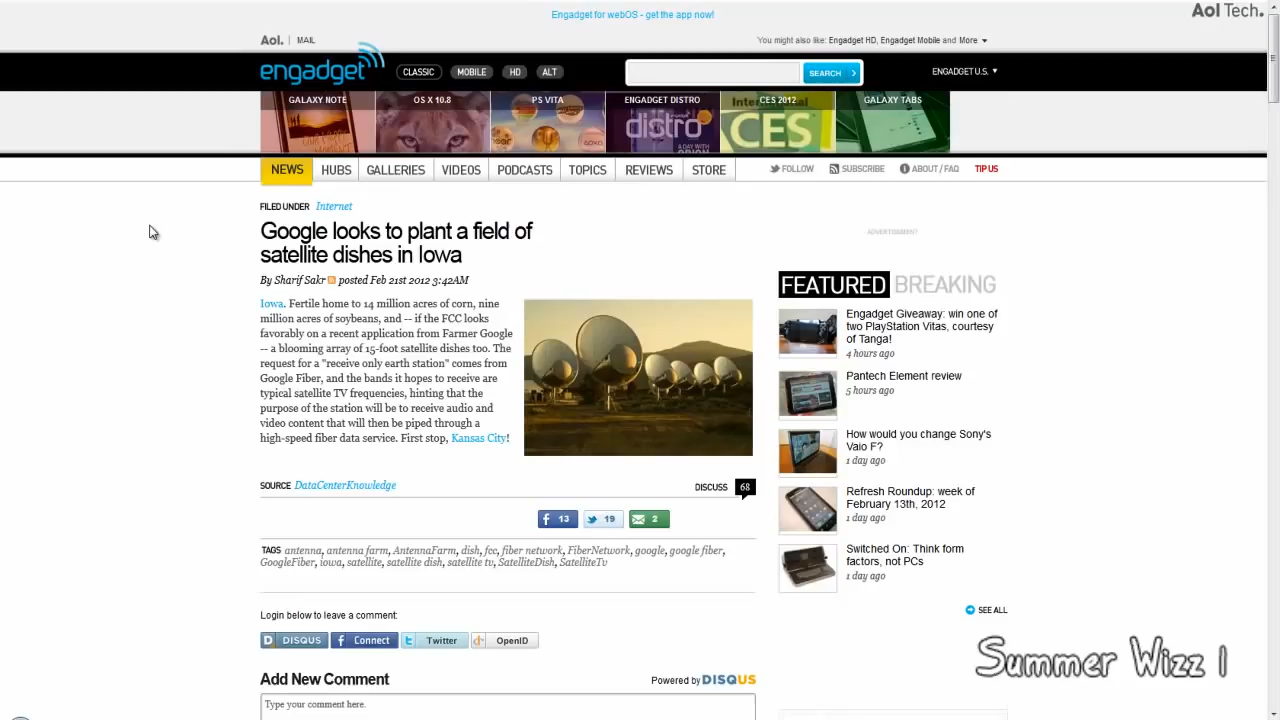 Engadget for webOS - get the app now!
Aol Tech.
Aol. | MAIL
You might also like: Engadget HD, Engadget Mobile and More
engadget
CLASSIC MOBILE HD ALT
SEARCH
ENGADGET U.S.
GALAXY NOTE OS X 10.8 PS VITA ENGADGET DISTRO CES 2012 GALAXY TABS
distro
CES
NEWS HUBS GALLERIES VIDEOS PODCASTS TOPICS REVIEWS STORE
FOLLOW SUBSCRIBE ABOUT / FAQ TIP US
FILED UNDER Internet
Google looks to plant a field of
satellite dishes in Iowa
By Sharif Sakr posted Feb 21st 2012 3:42AM
Iowa. Fertile home to 14 million acres of corn, nine
million acres of soybeans, and -- if the FCC looks
favorably on a recent application from Farmer Google
-- a blooming array of 15-foot satellite dishes too. The
request for a "receive only earth station" comes from
Google Fiber, and the bands it hopes to receive are
typical satellite TV frequencies, hinting that the
purpose of the station will be to receive audio and
video content that will then be piped through a
high-speed fiber data service. First stop, Kansas City!
SOURCE DataCenterKnowledge
DISCUSS 68
13 19 2
TAGS antenna, antenna farm, AntennaFarm, dish, fcc, fiber network, FiberNetwork, google, google fiber,
GoogleFiber, iowa, satellite, satellite dish, satellite tv, SatelliteDish, SatelliteTv
Login below to leave a comment:
DISQUS Connect Twitter OpenID
Add New Comment
Powered by DISQUS
Type your comment here.
ADVERTISEMENT
FEATURED BREAKING
Engadget Giveaway: win one of
two PlayStation Vitas, courtesy
of Tanga!
4 hours ago
Pantech Element review
5 hours ago
How would you change Sony's
Vaio F?
1 day ago
Refresh Roundup: week of
February 13th, 2012
1 day ago
Switched On: Think form
factors, not PCs
1 day ago
SEE ALL
Summer Wizz 1